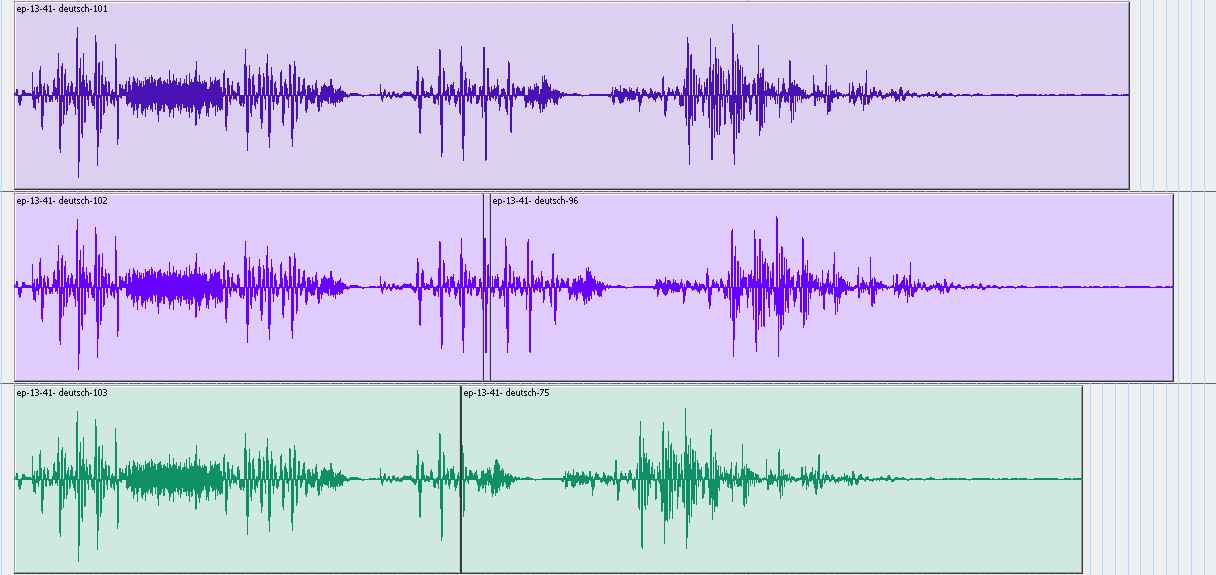 ep-13-41- deutsch-101
ep-13-41- deutsch-102
ep-13-41- deutsch-96
ep-13-41- deutsch-103
ep-13-41- deutsch-75